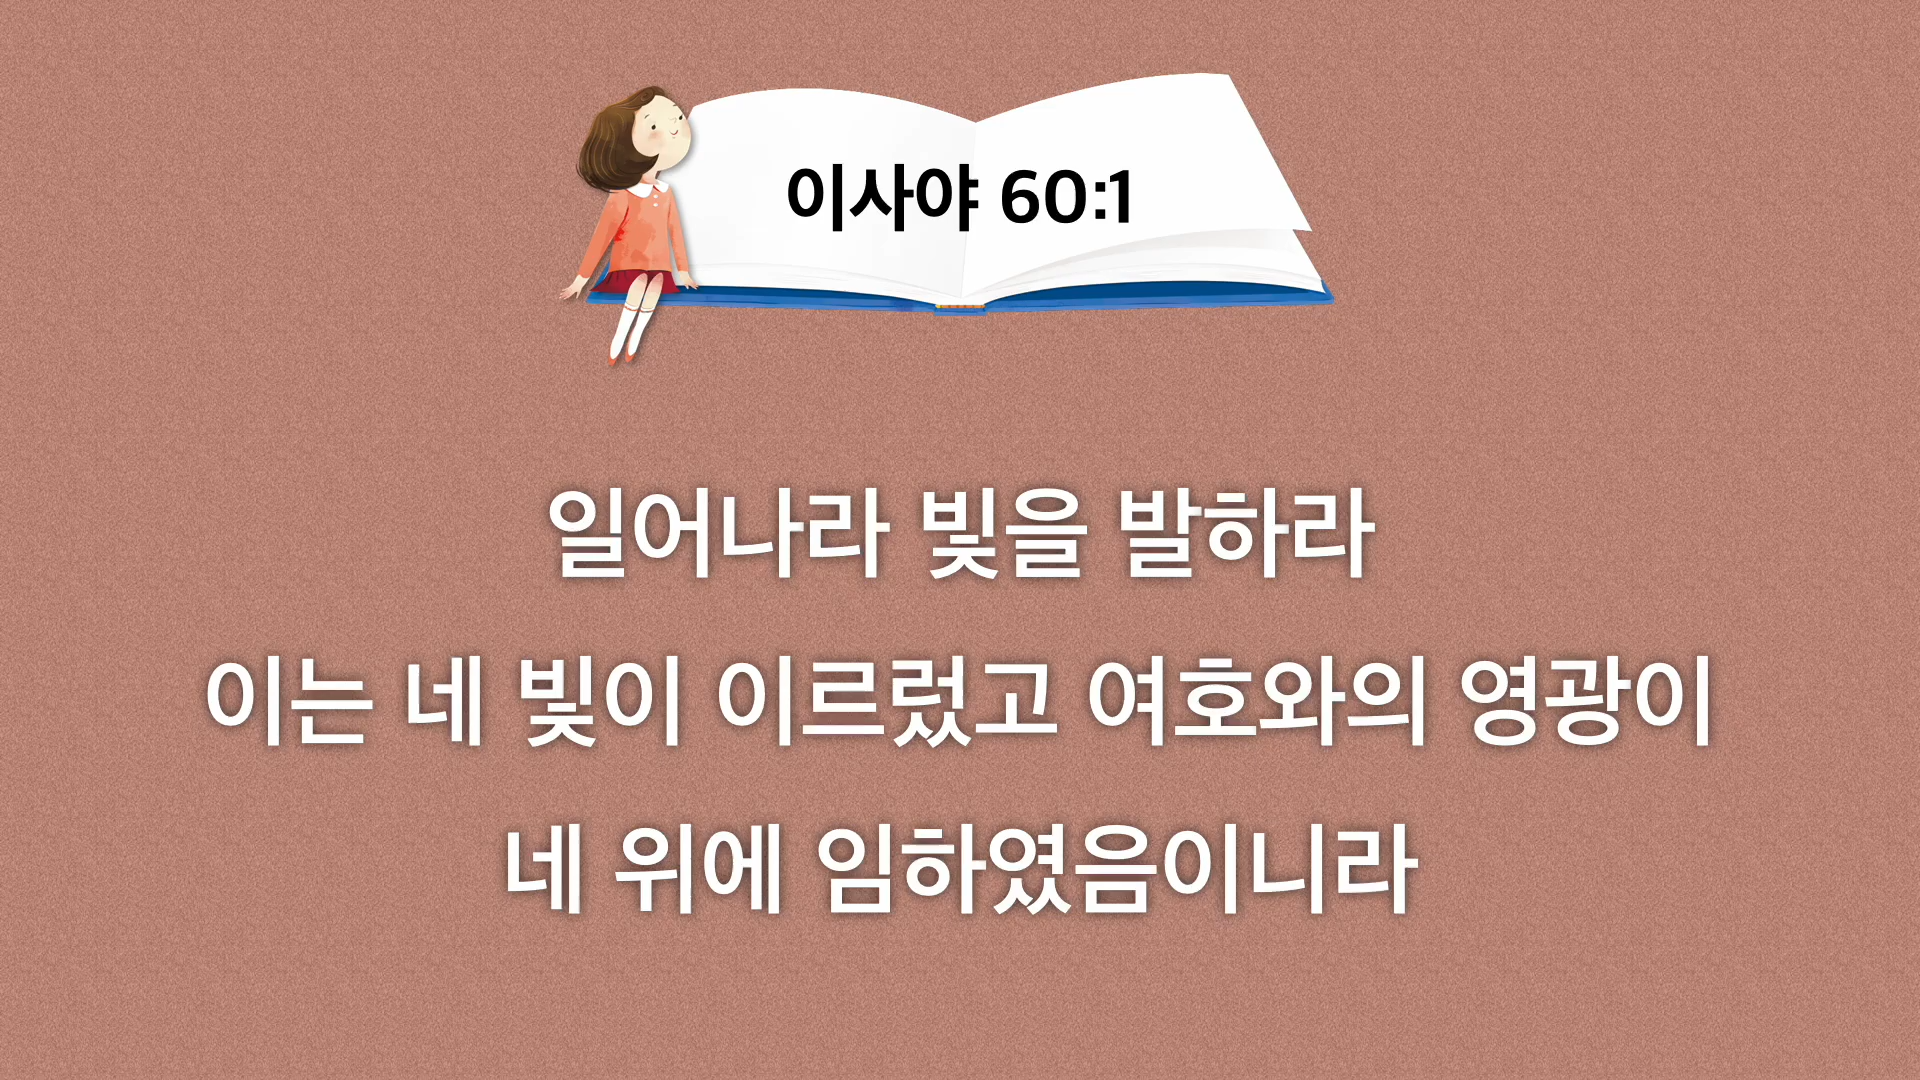 이사야 60:1
일어나라 빛을 발하라
이는 네 빛이 이르렀고 여호와의 영광이
네 위에 임하였음이니라